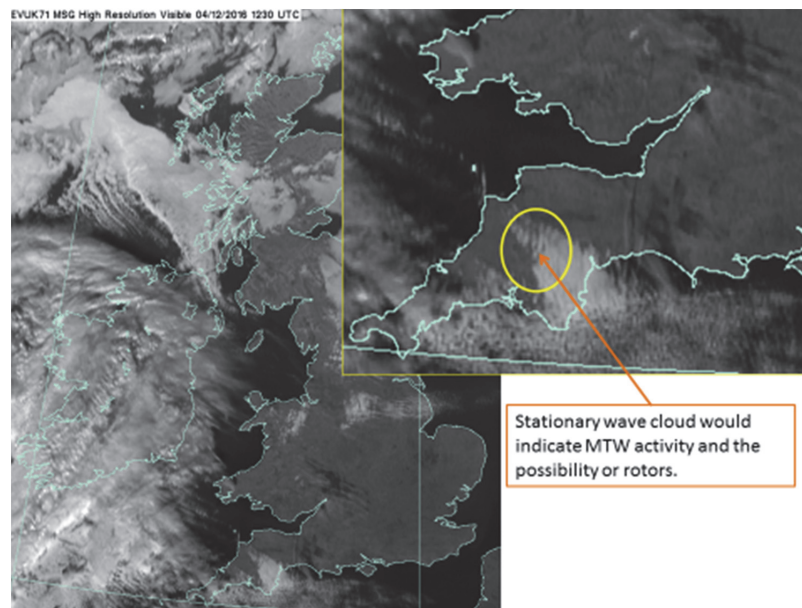 EVUK71 MSG High Resolution Visible 04/12/2016 1230 UTC
Stationary wave cloud would
indicate MTW activity and the
possibility or rotors.